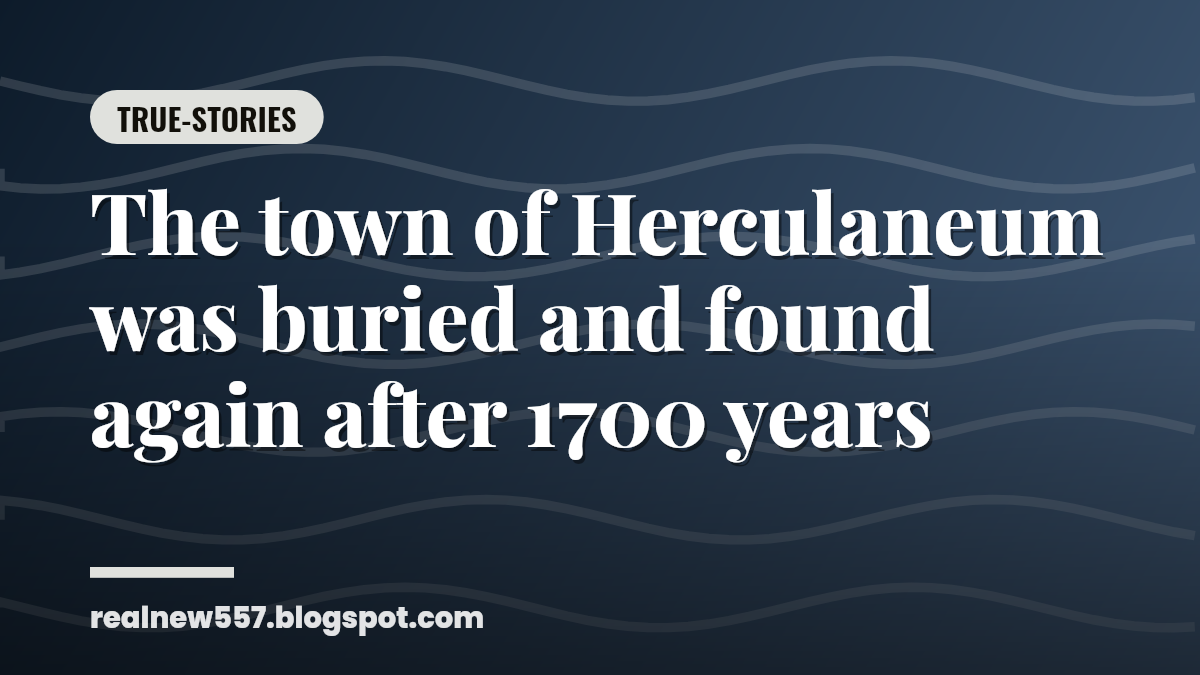 TRUE-STORIES
The town of Herculaneum
was buried and found
again after 1700 years
realnew557.blogspot.com